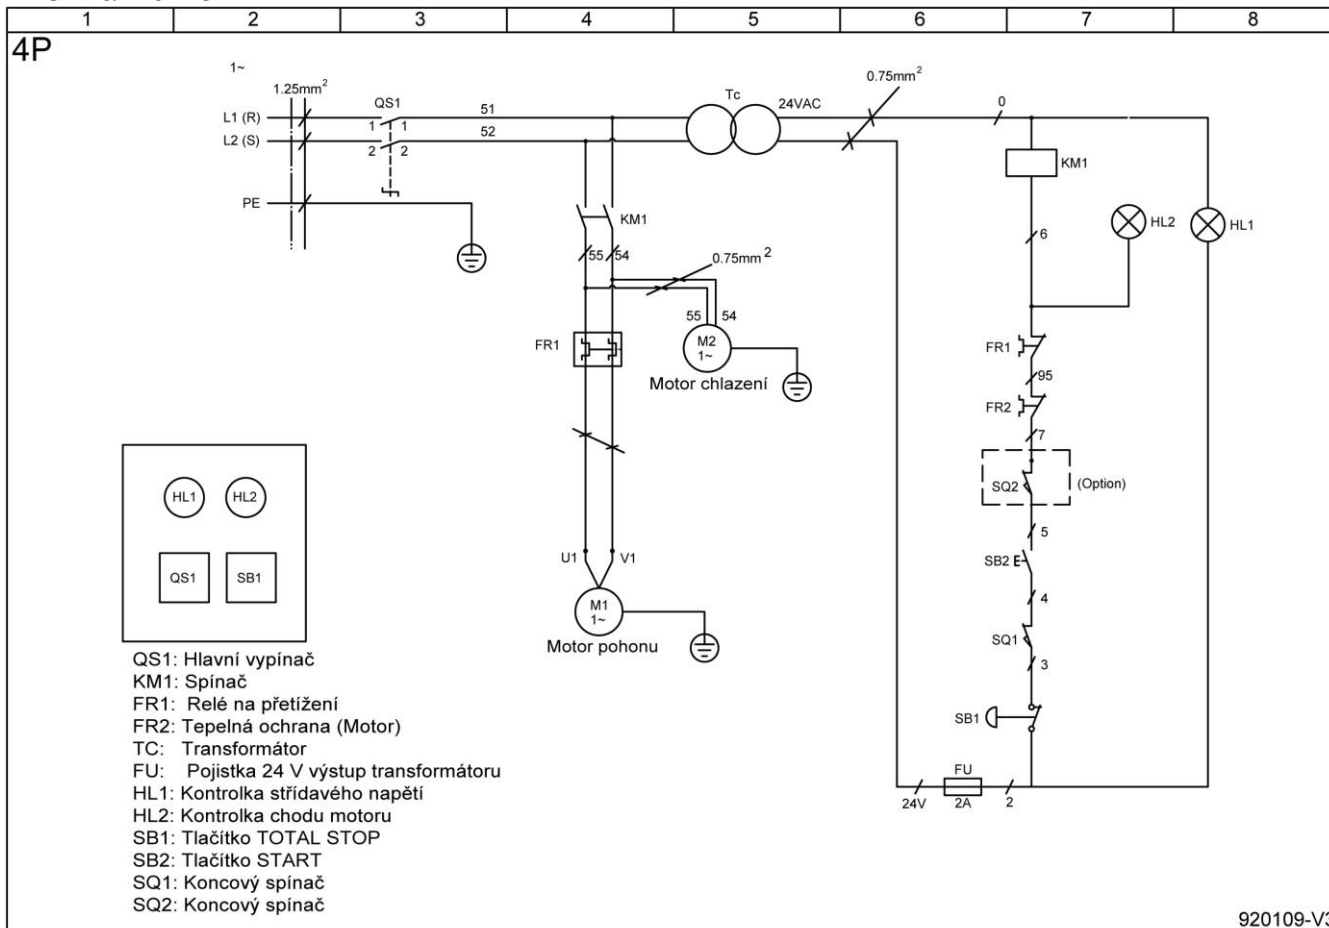 1 2 3 4 5 6 7 8
4P
1~
1.25mm²
0.75mm²
L1 (R)
QS1
1 1
51
Tc
24VAC
0
L2 (S)
2 2
52
KM1
PE
KM1
HL2
HL1
55 54
0.75mm²
6
55 54
FR1
M2
1~
FR1
Motor chlazení
95
FR2
7
SQ2
(Option)
5
HL1 HL2
U1 V1
SB2
QS1 SB1
4
M1
1~
SQ1
Motor pohonu
3
SB1
FU
24V 2A 2
QS1: Hlavní vypínač
KM1: Spínač
FR1: Relé na přetížení
FR2: Tepelná ochrana (Motor)
TC: Transformátor
FU: Pojistka 24 V výstup transformátoru
HL1: Kontrolka střídavého napětí
HL2: Kontrolka chodu motoru
SB1: Tlačítko TOTAL STOP
SB2: Tlačítko START
SQ1: Koncový spínač
SQ2: Koncový spínač
920109-V3